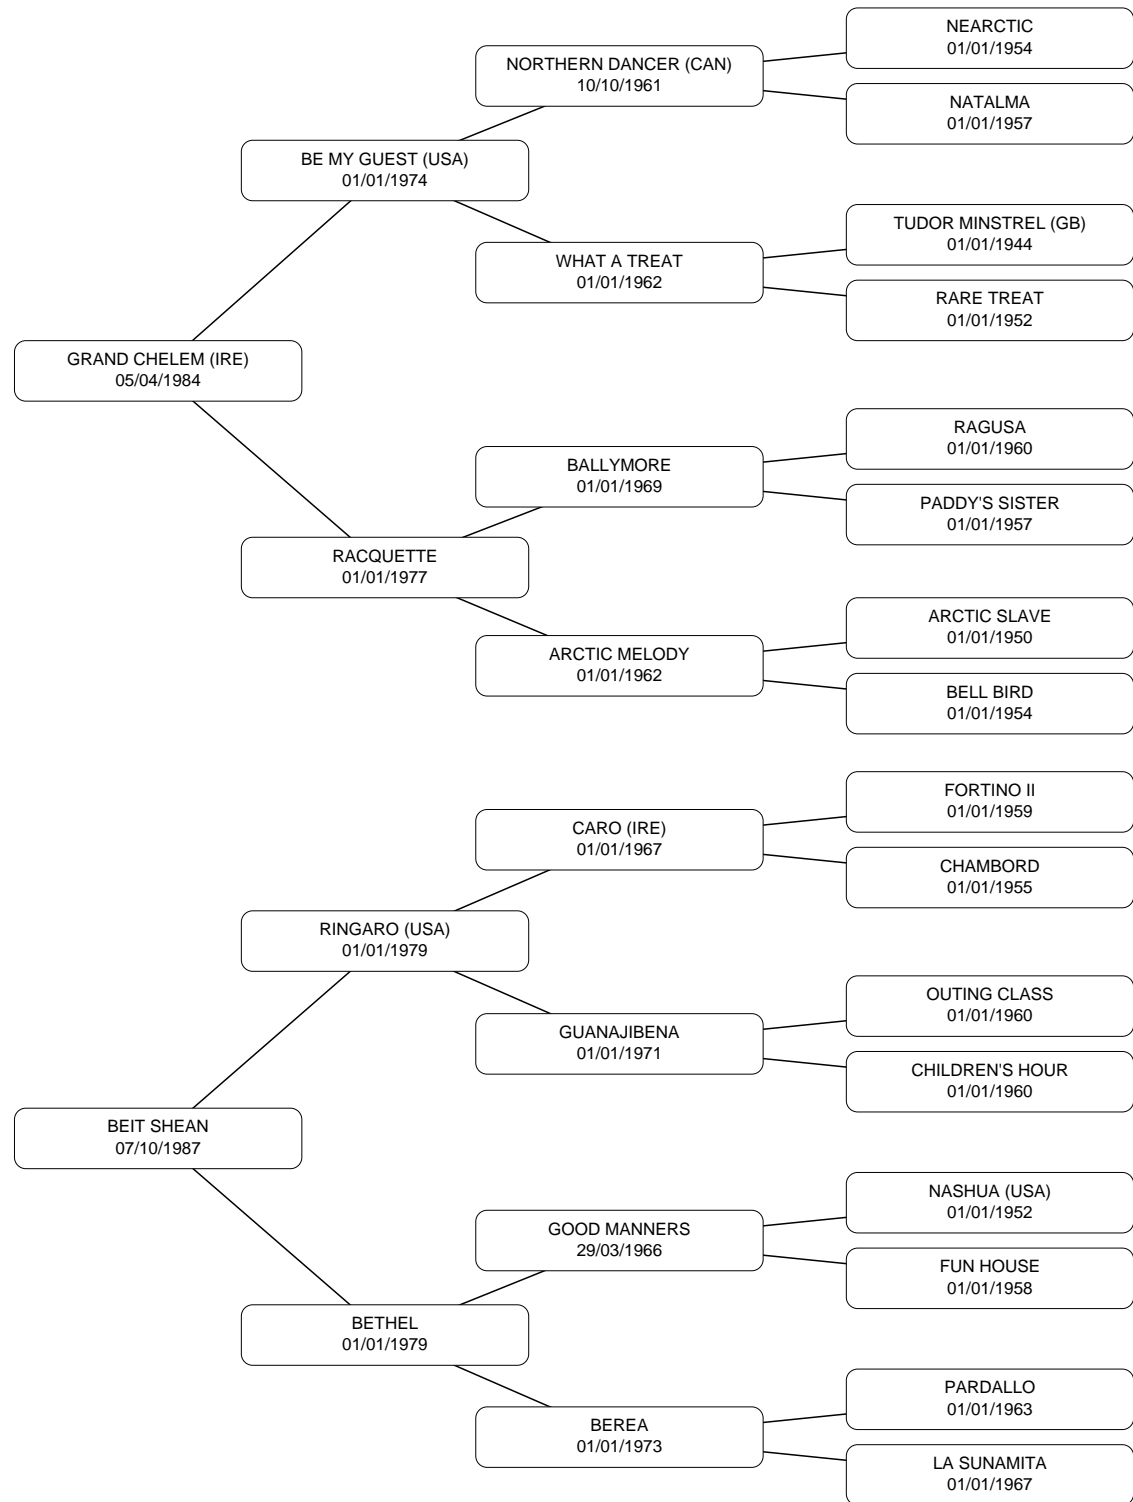 NEARCTIC
01/01/1954
NORTHERN DANCER (CAN)
10/10/1961
NATALMA
01/01/1957
BE MY GUEST (USA)
01/01/1974
TUDOR MINSTREL (GB)
01/01/1944
WHAT A TREAT
01/01/1962
RARE TREAT
01/01/1952
GRAND CHELEM (IRE)
05/04/1984
RAGUSA
01/01/1960
BALLYMORE
01/01/1969
PADDY'S SISTER
01/01/1957
RACQUETTE
01/01/1977
ARCTIC SLAVE
01/01/1950
ARCTIC MELODY
01/01/1962
BELL BIRD
01/01/1954
FORTINO II
01/01/1959
CARO (IRE)
01/01/1967
CHAMBORD
01/01/1955
RINGARO (USA)
01/01/1979
OUTING CLASS
01/01/1960
GUANAJIBENA
01/01/1971
CHILDREN'S HOUR
01/01/1960
BEIT SHEAN
07/10/1987
NASHUA (USA)
01/01/1952
GOOD MANNERS
29/03/1966
FUN HOUSE
01/01/1958
BETHEL
01/01/1979
PARDALLO
01/01/1963
BEREA
01/01/1973
LA SUNAMITA
01/01/1967